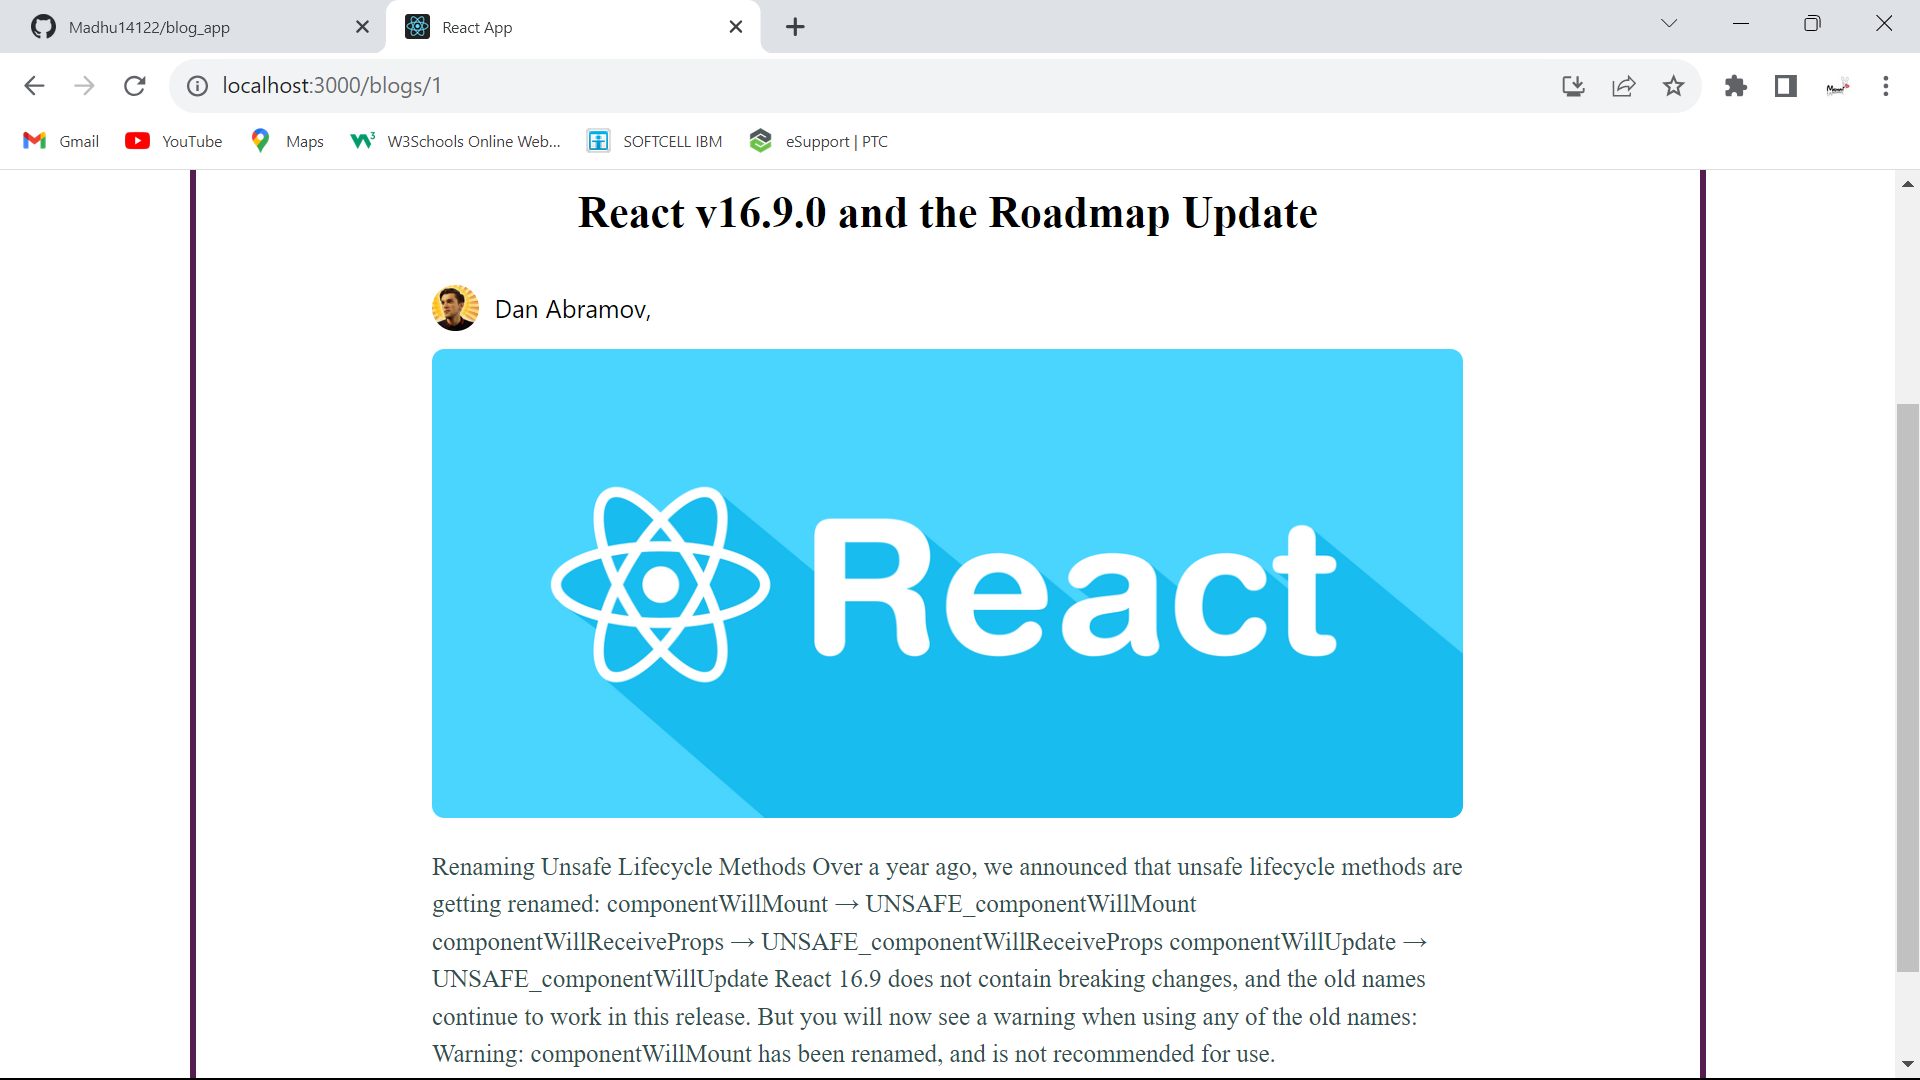 Madhu14122/blog_app
React App
localhost:3000/blogs/1
Gmail
YouTube
Maps
W3Schools Online Web...
SOFTCELL IBM
eSupport | PTC
React v16.9.0 and the Roadmap Update
Dan Abramov,
React
Renaming Unsafe Lifecycle Methods Over a year ago, we announced that unsafe lifecycle methods are
getting renamed: componentWillMount → UNSAFE_componentWillMount
componentWillReceiveProps → UNSAFE_componentWillReceiveProps componentWillUpdate →
UNSAFE_componentWillUpdate React 16.9 does not contain breaking changes, and the old names
continue to work in this release. But you will now see a warning when using any of the old names:
Warning: componentWillMount has been renamed, and is not recommended for use.